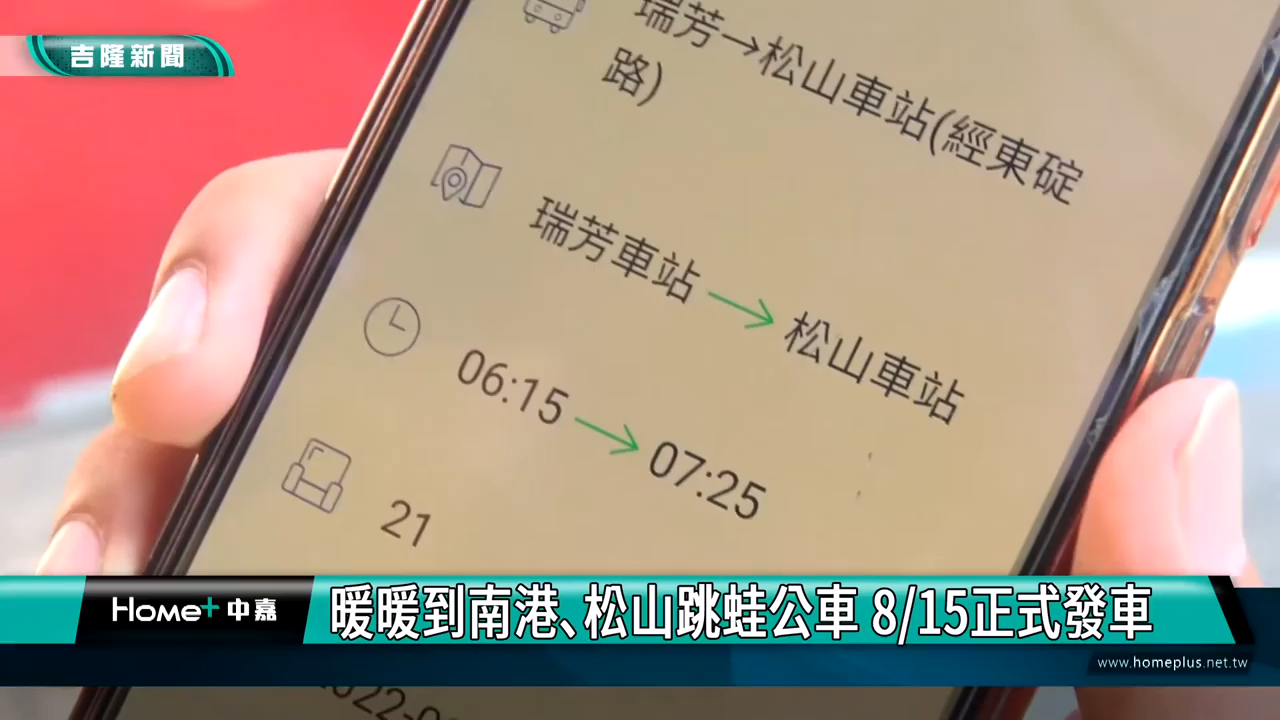 吉隆新聞
瑞芳→松山車站(經東碇
路)
瑞芳車站→松山車站
06:15→07:25
21
Home+中嘉
暖暖到南港、松山跳蛙公車 8/15正式發車
www.homeplus.net.tw